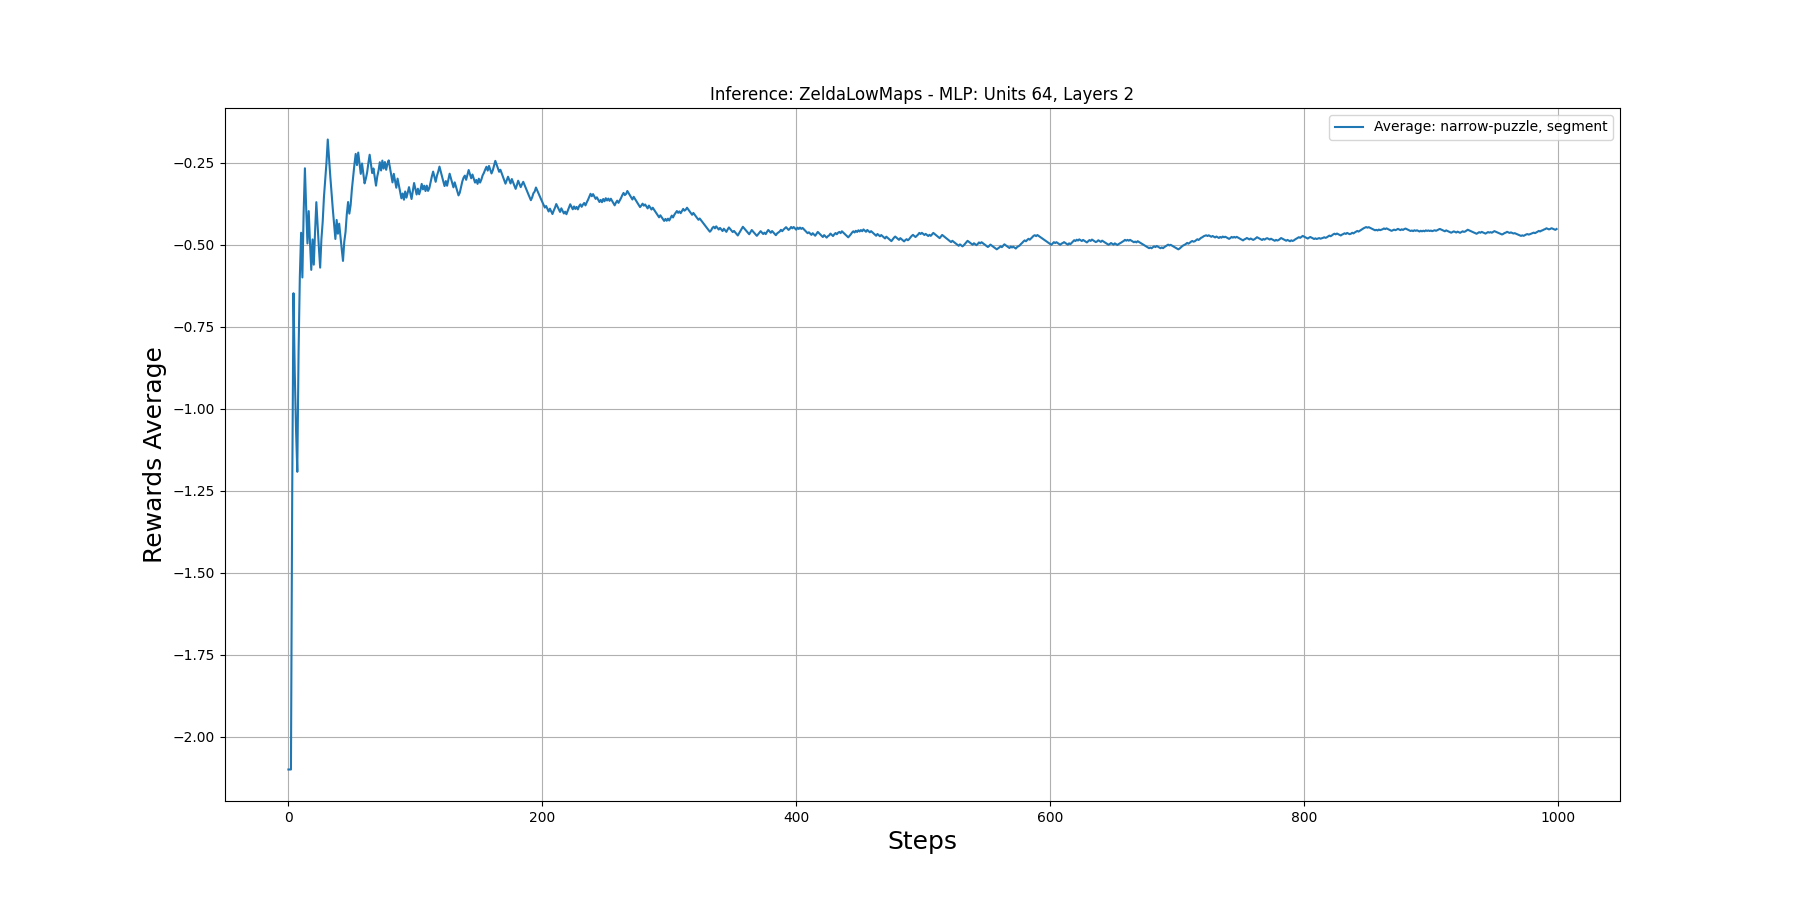 Inference: ZeldaLowMaps - MLP: Units 64, Layers 2
Average: narrow-puzzle, segment
−0.25
−0.50
−0.75
−1.00
−1.25
−1.50
−1.75
−2.00
Rewards Average
0 200 400 600 800 1000
Steps